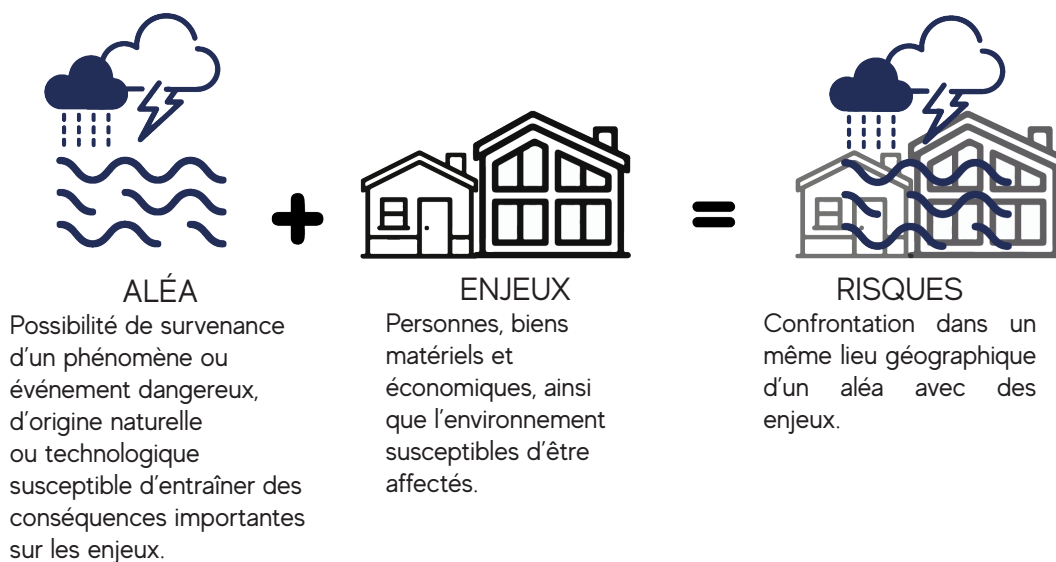 ALÉA
Possibilité de survenance
d'un phénomène ou
événement dangereux,
d'origine naturelle
ou technologique
susceptible d'entraîner des
conséquences importantes
sur les enjeux.
ENJEUX
Personnes, biens
matériels et
économiques, ainsi
que l'environnement
susceptibles d'être
affectés.
RISQUES
Confrontation dans un
même lieu géographique
d'un aléa avec des
enjeux.